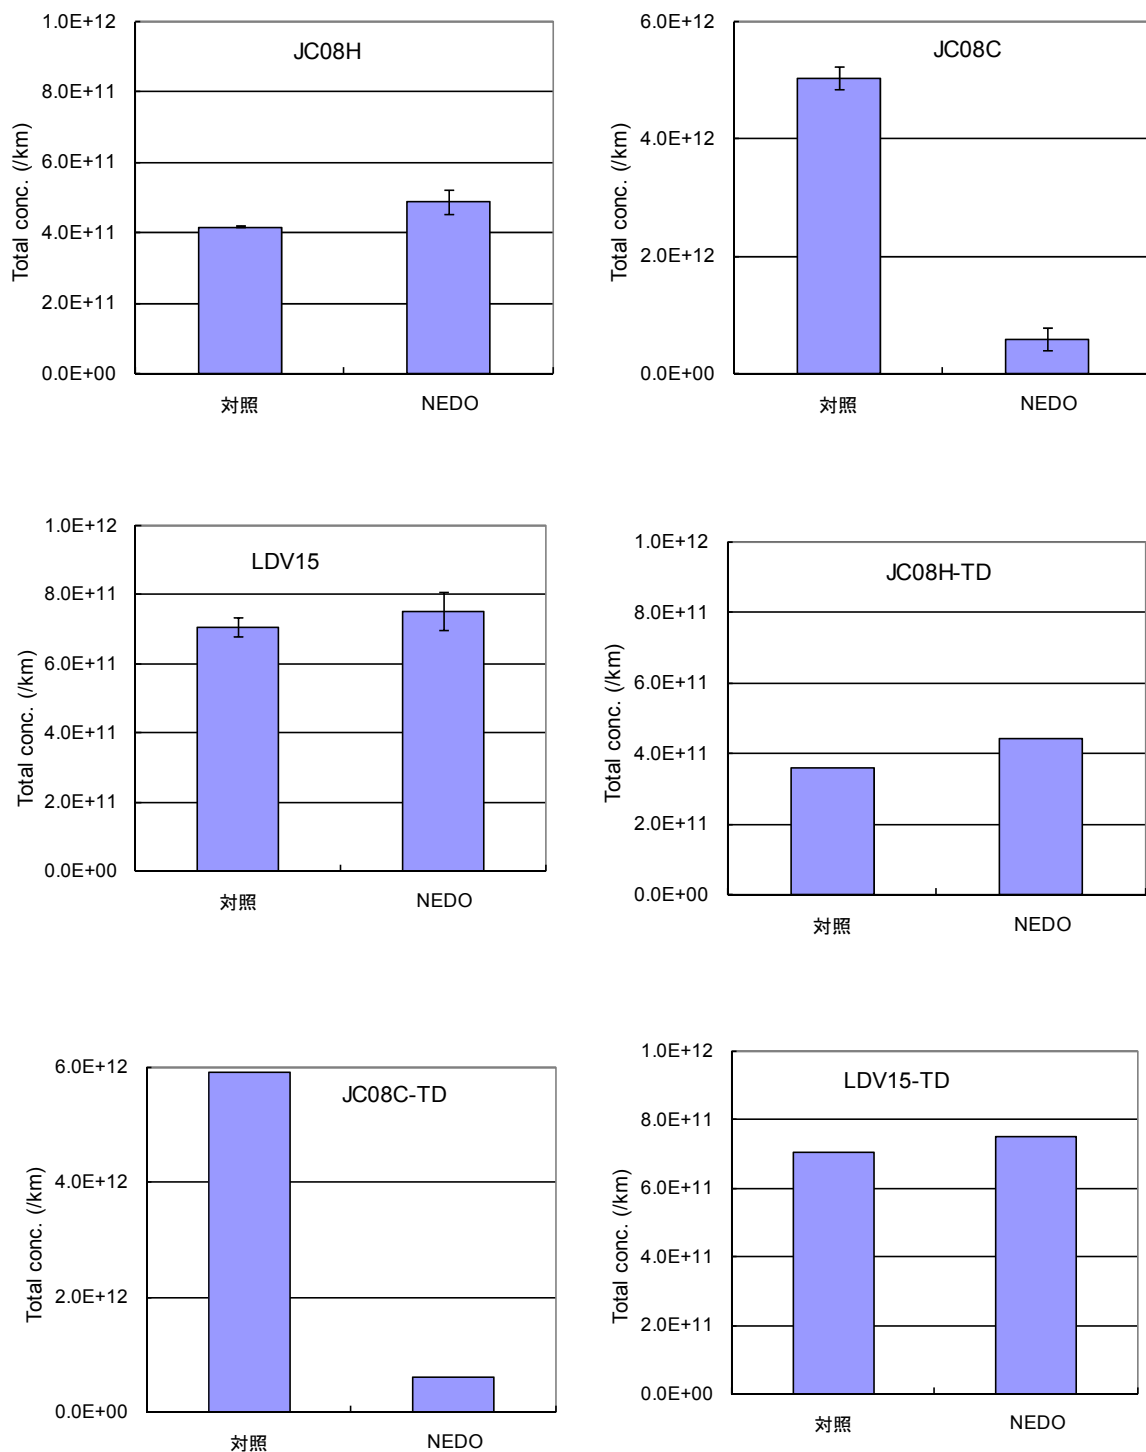 JC08H
Total conc. (/km)
1.0E+12
8.0E+11
6.0E+11
4.0E+11
2.0E+11
0.0E+00
対照 NEDO
JC08C
Total conc. (/km)
6.0E+12
4.0E+12
2.0E+12
0.0E+00
対照 NEDO
LDV15
Total conc. (/km)
1.0E+12
8.0E+11
6.0E+11
4.0E+11
2.0E+11
0.0E+00
対照 NEDO
JC08H-TD
Total conc. (/km)
1.0E+12
8.0E+11
6.0E+11
4.0E+11
2.0E+11
0.0E+00
対照 NEDO
JC08C-TD
Total conc. (/km)
6.0E+12
4.0E+12
2.0E+12
0.0E+00
対照 NEDO
LDV15-TD
Total conc. (/km)
1.0E+12
8.0E+11
6.0E+11
4.0E+11
2.0E+11
0.0E+00
対照 NEDO